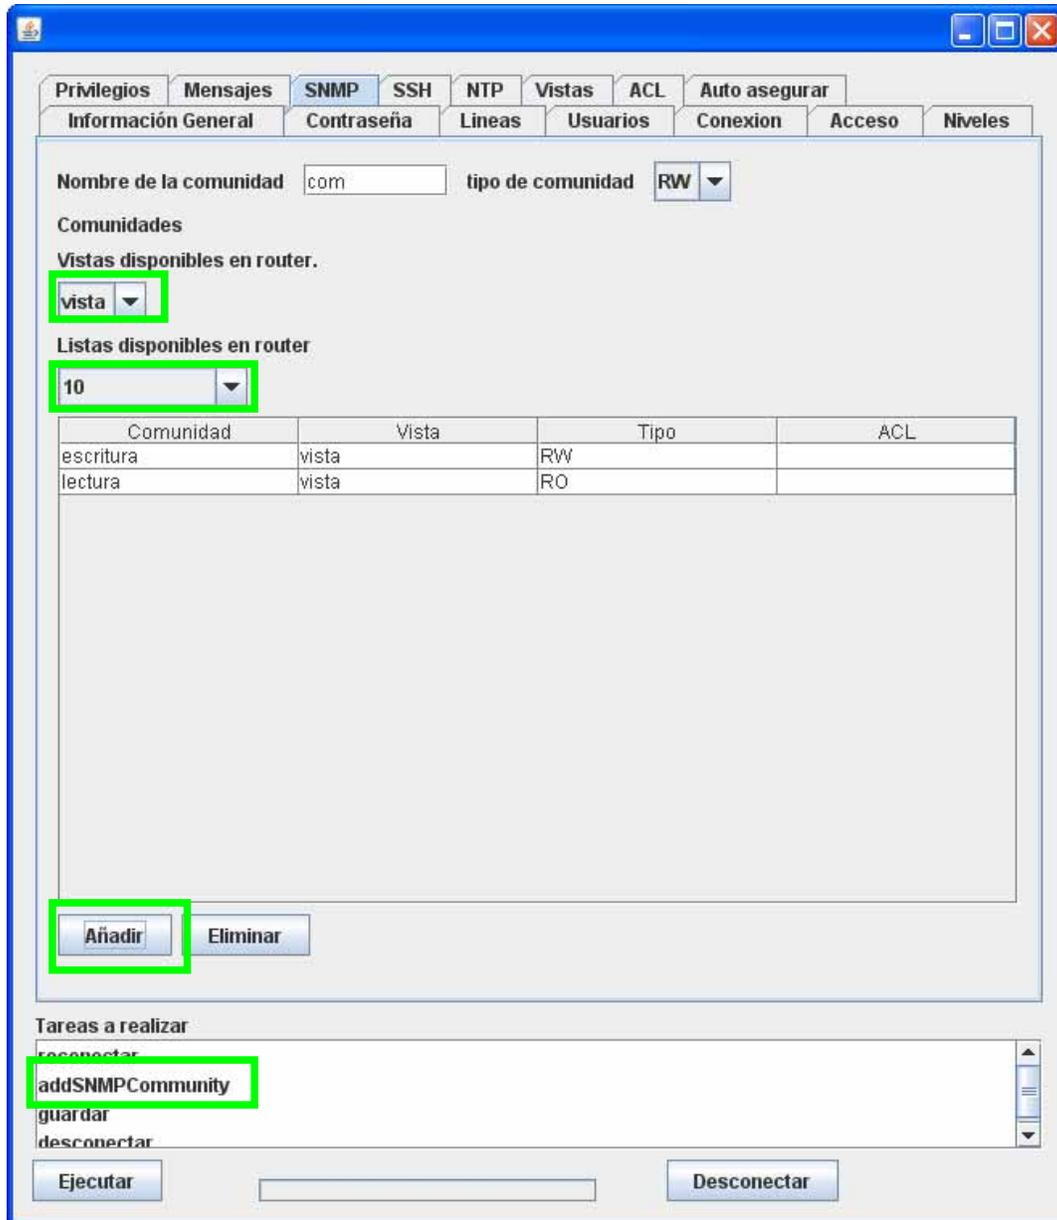 Privilegios Mensajes SNMP SSH NTP Vistas ACL Auto asegurar
Información General Contraseña Lineas Usuarios Conexion Acceso Niveles
Nombre de la comunidad com tipo de comunidad RW
Comunidades
Vistas disponibles en router.
vista
Listas disponibles en router
10
Comunidad Vista Tipo ACL
escritura vista RW
lectura vista RO
Añadir Eliminar
Tareas a realizar
reconectar
addSNMPCommunity
guardar
desconectar
Ejecutar Desconectar